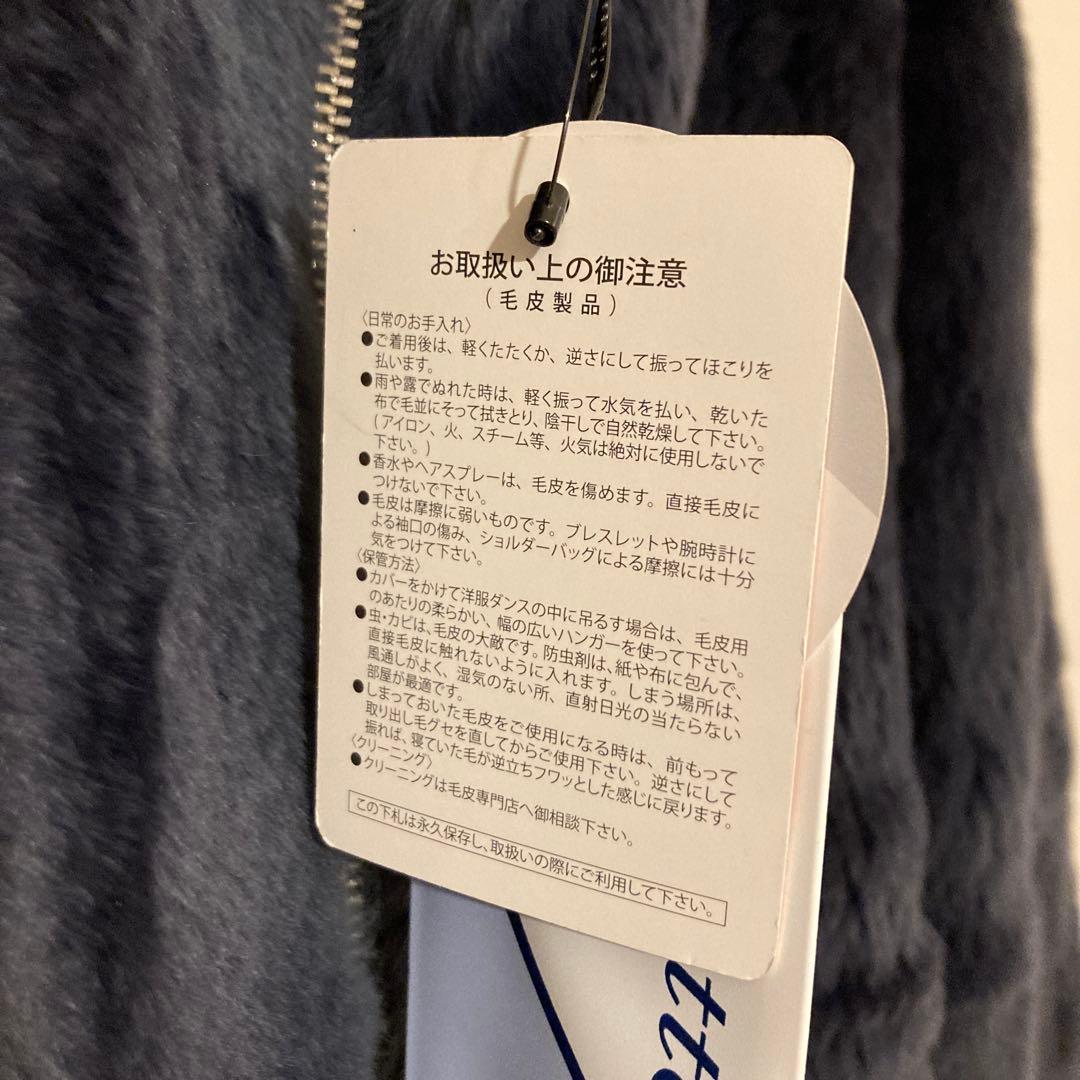 お取扱い上の御注意
(毛皮製品)
〈日常のお手入れ〉
●ご着用後は、軽くたたくか、逆さにして振ってほこりを
払います。
●雨や露でぬれた時は、軽く振って水気を払い、乾いた
布で毛並にそって拭きとり、陰干しで自然乾燥して下さい。
(アイロン、火、スチーム等、火気は絶対に使用しないで
下さい。)
●香水やヘアスプレーは、毛皮を傷めます。直接毛皮に
つけないで下さい。
●毛皮は摩擦に弱いものです。ブレスレットや腕時計に
よる袖口の傷み、ショルダーバッグによる摩擦には十分
気をつけて下さい。
〈保管方法〉
●カバーをかけて洋服ダンスの中に吊るす場合は、毛皮用
のあたりの柔らかい、幅の広いハンガーを使って下さい。
●虫・カビは、毛皮の大敵です。防虫剤は、紙や布に包んで、
直接毛皮に触れないように入れます。しまう場所は、
風通しがよく、湿気のない所、直射日光の当たらない
部屋が最適です。
●しまっておいた毛皮をご使用になる時は、前もって
取り出し毛グセを直してからご使用下さい。逆さにして
振れば、寝ていた毛が逆立ちフワッとした感じに戻ります。
〈クリーニング〉
●クリーニングは毛皮専門店へ御相談下さい。
この下札は永久保存し、取扱いの際にご利用して下さい。
tt